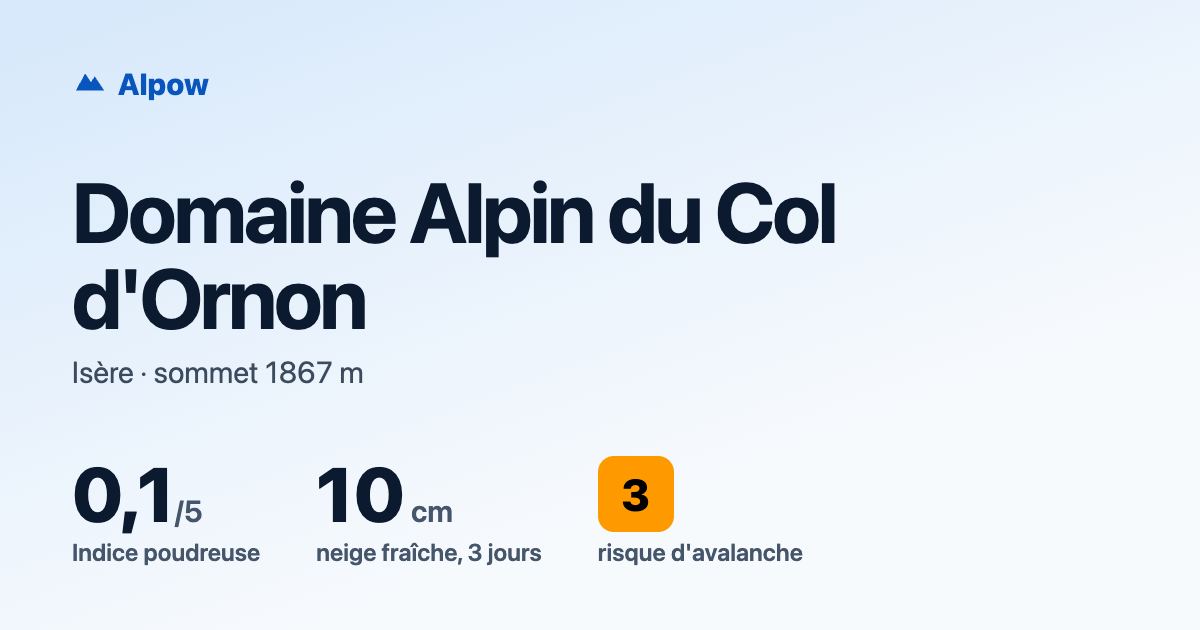 Alpow
Domaine Alpin du Col
d'Ornon
Isère · sommet 1867 m
0,1/5
Indice poudreuse
10 cm
neige fraîche, 3 jours
3
risque d'avalanche